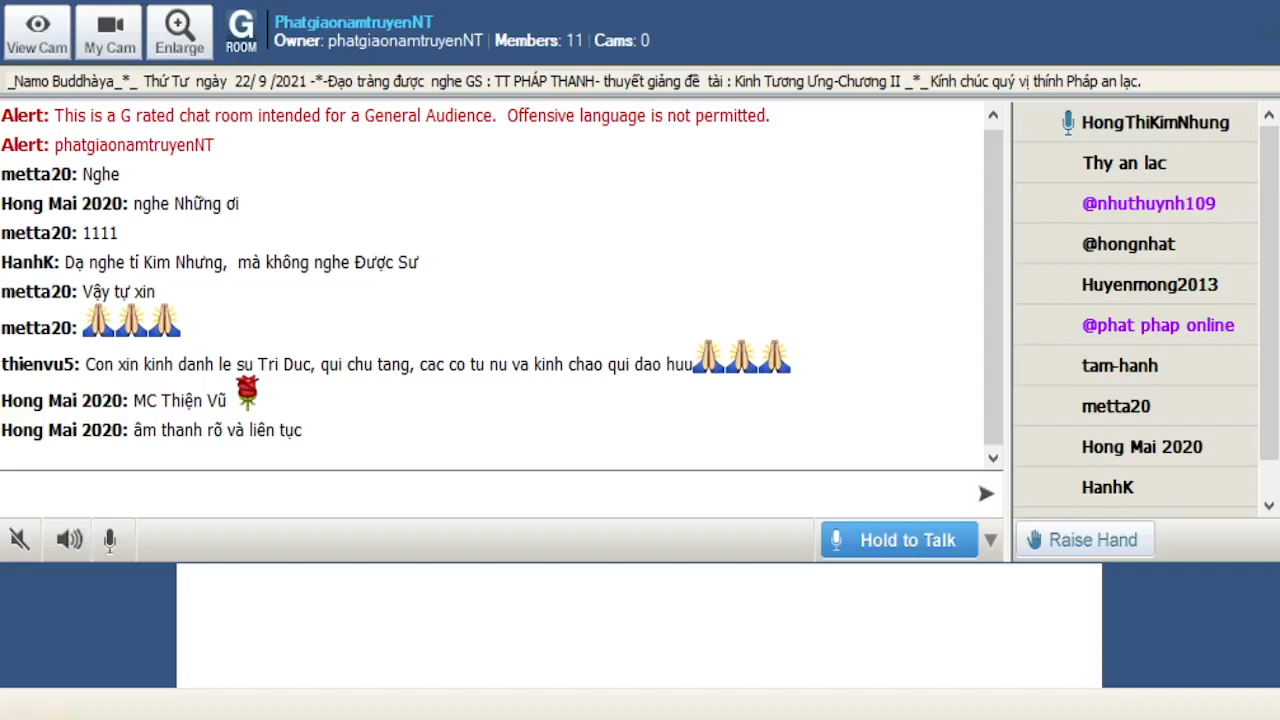 View Cam
My Cam
Enlarge
G
ROOM
PhatgiaonamtruyenNT
Owner: phatgiaonamtruyenNT | Members: 11 | Cams: 0
_Namo Buddhàya_*_ Thứ Tư ngày 22/ 9 /2021 -*-Đạo tràng được nghe GS : TT PHÁP THANH- thuyết giảng đề tài : Kinh Tương Ưng-Chương II _*_Kính chúc quý vị thính Pháp an lạc.
Alert: This is a G rated chat room intended for a General Audience. Offensive language is not permitted.
Alert: phatgiaonamtruyenNT
metta20: Nghe
Hong Mai 2020: nghe Những ơi
metta20: 1111
HanhK: Dạ nghe tỉ Kim Nhưng, mà không nghe Được Sư
metta20: Vậy tự xin
metta20: 🙏🙏🙏
thienvu5: Con xin kinh danh le su Tri Duc, qui chu tang, cac co tu nu va kinh chao qui dao huu🙏🙏🙏
Hong Mai 2020: MC Thiện Vũ 🌹
Hong Mai 2020: âm thanh rõ và liên tục
HongThiKimNhung
Thy an lac
@nhuthuynh109
@hongnhat
Huyenmong2013
@phat phap online
tam-hanh
metta20
Hong Mai 2020
HanhK
Hold to Talk
Raise Hand